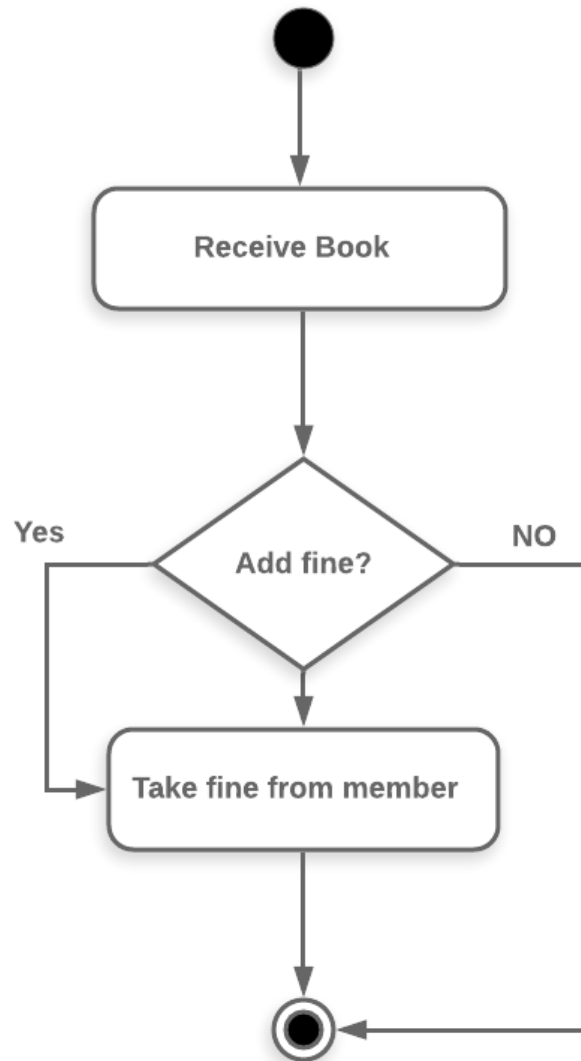 Receive Book
Yes
NO
Add fine?
Take fine from member